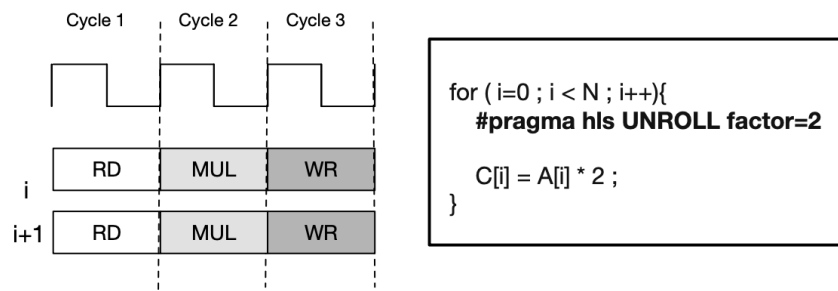 Cycle 1 Cycle 2 Cycle 3
i RD MUL WR
i+1 RD MUL WR
for ( i=0 ; i < N ; i++){
#pragma hls UNROLL factor=2
C[i] = A[i] * 2 ;
}